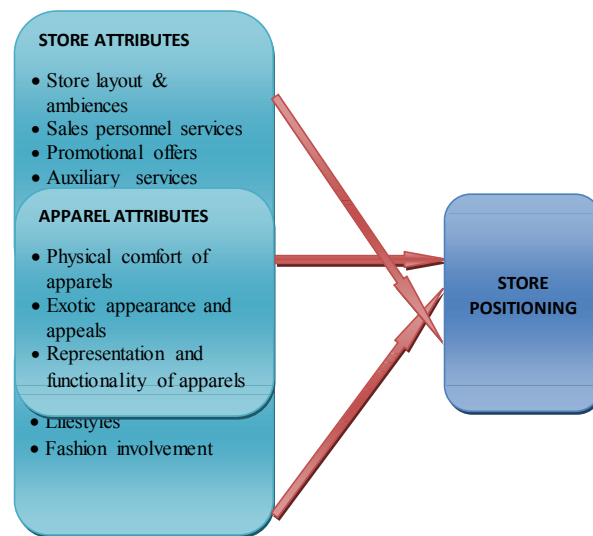 STORE ATTRIBUTES
• Store layout &
ambiences
• Sales personnel services
• Promotional offers
• Auxiliary services
APPAREL ATTRIBUTES
• Physical comfort of
apparels
• Exotic appearance and
appeals
• Representation and
functionality of apparels
• Lifestyles
• Fashion involvement
STORE
POSITIONING